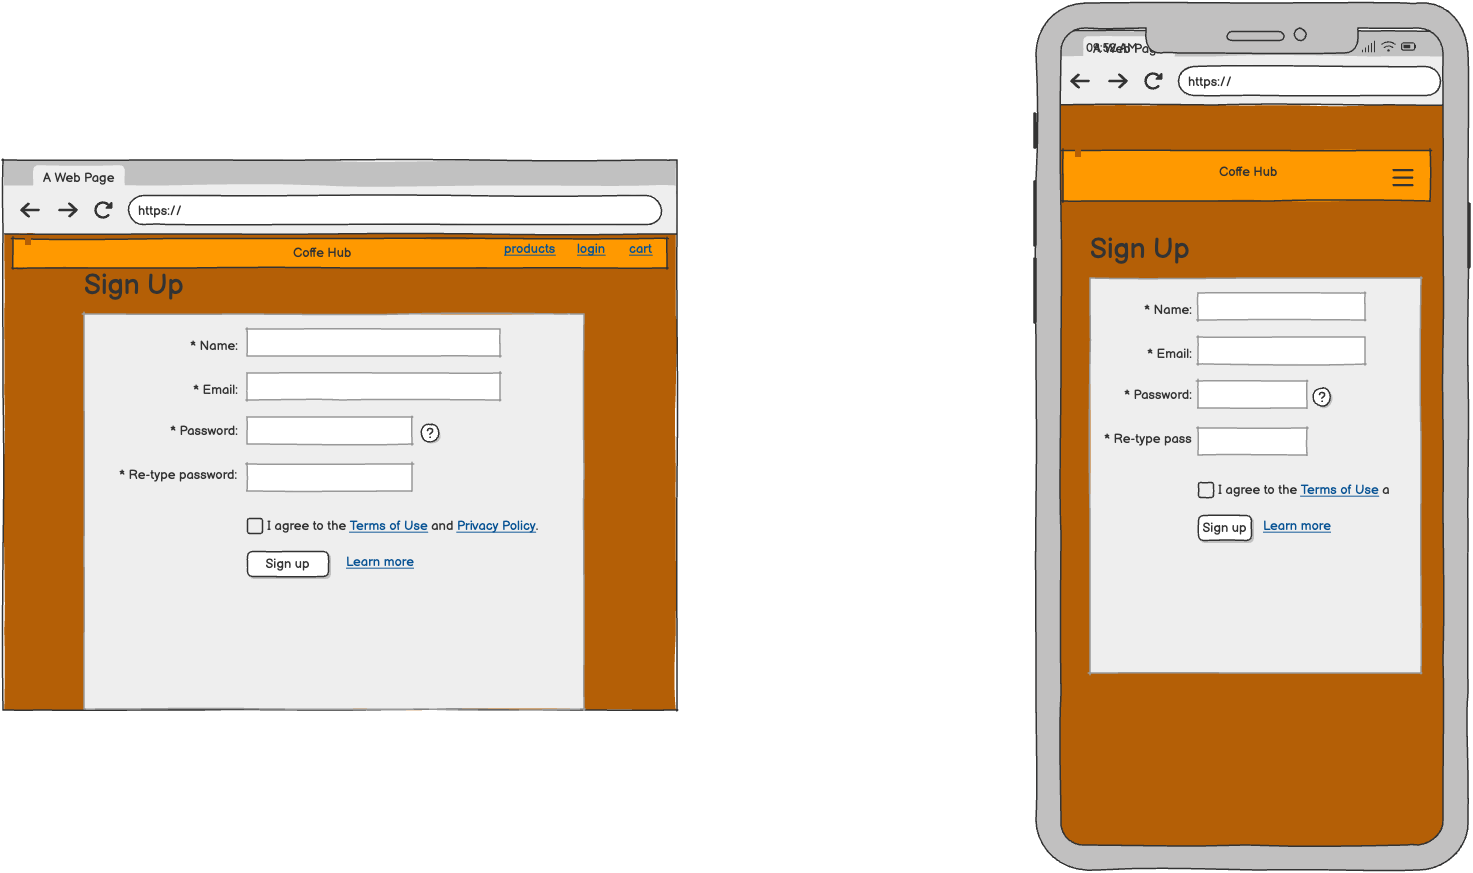 A Web Page
https://
Coffe Hub
products login cart
Sign Up
* Name:
* Email:
* Password:
?
* Re-type password:
I agree to the Terms of Use and Privacy Policy.
Sign up
Learn more
A Web Pag
https://
Coffe Hub
Sign Up
* Name:
* Email:
* Password:
?
* Re-type pass
I agree to the Terms of Use a
Sign up
Learn more